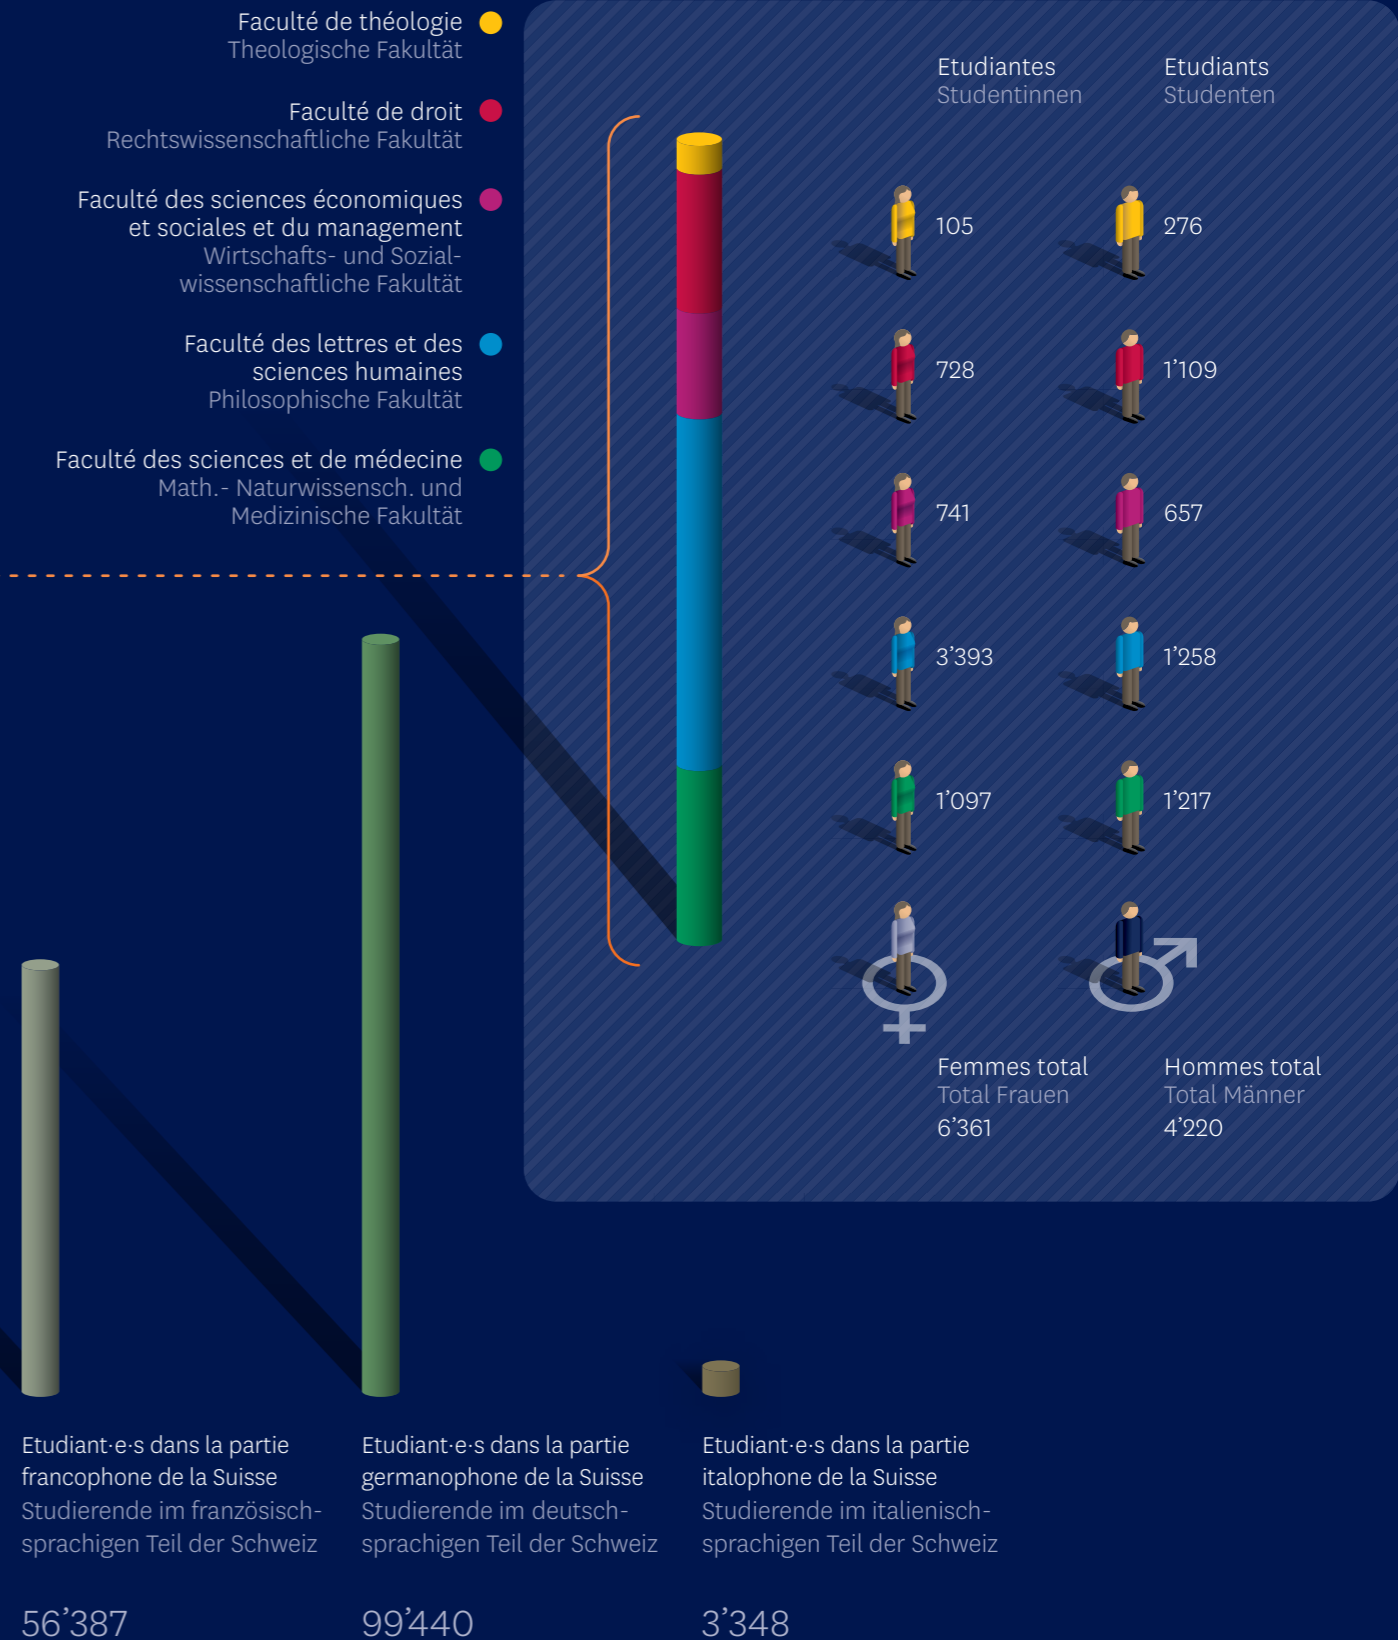 Faculté de théologie
Theologische Fakultät
Faculté de droit
Rechtswissenschaftliche Fakultät
Faculté des sciences économiques
et sociales et du management
Wirtschafts- und Sozial-
wissenschaftliche Fakultät
Faculté des lettres et des
sciences humaines
Philosophische Fakultät
Faculté des sciences et de médecine
Math.- Naturwissensch. und
Medizinische Fakultät
Etudiantes
Studentinnen
Etudiants
Studenten
105
276
728
1’109
741
657
3’393
1’258
1’097
1’217
Femmes total
Total Frauen
6’361
Hommes total
Total Männer
4’220
Etudiant·e·s dans la partie
francophone de la Suisse
Studierende im französisch-
sprachigen Teil der Schweiz
56’387
Etudiant·e·s dans la partie
germanophone de la Suisse
Studierende im deutsch-
sprachigen Teil der Schweiz
99’440
Etudiant·e·s dans la partie
italophone de la Suisse
Studierende im italienisch-
sprachigen Teil der Schweiz
3’348